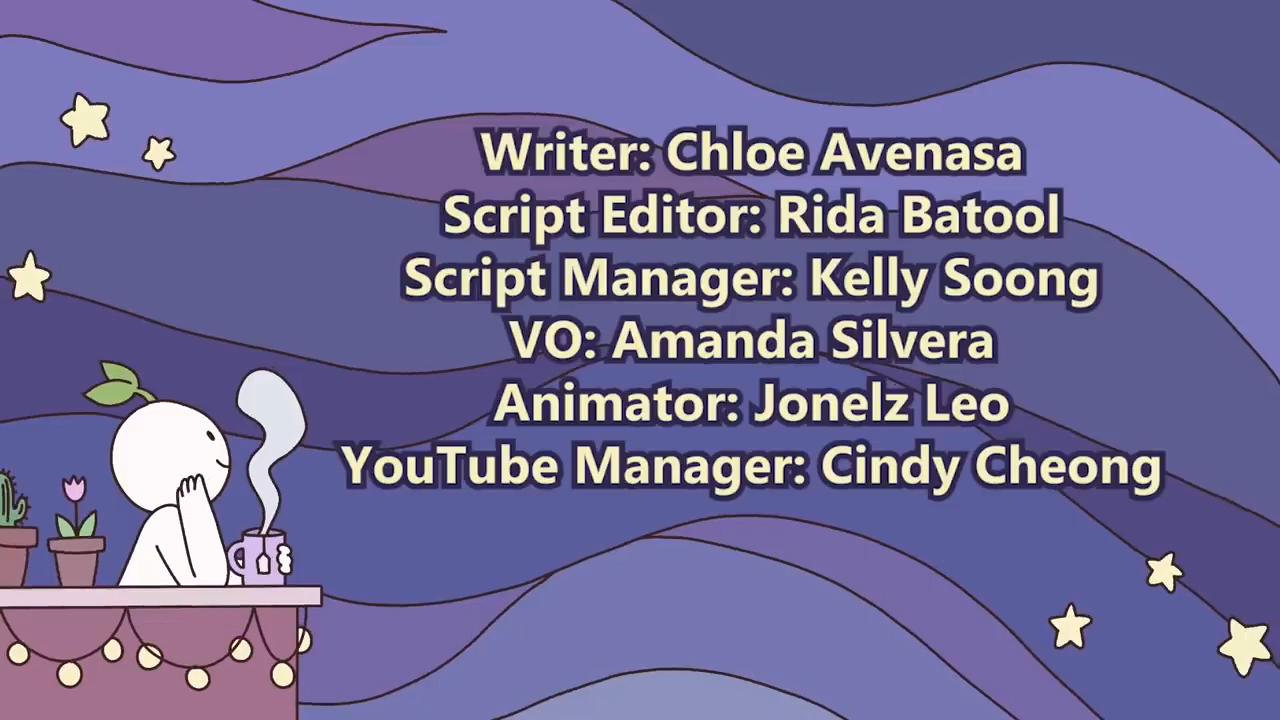 Writer: Chloe Avenasa
Script Editor: Rida Batool
Script Manager: Kelly Soong
VO: Amanda Silvera
Animator: Jonelz Leo
YouTube Manager: Cindy Cheong